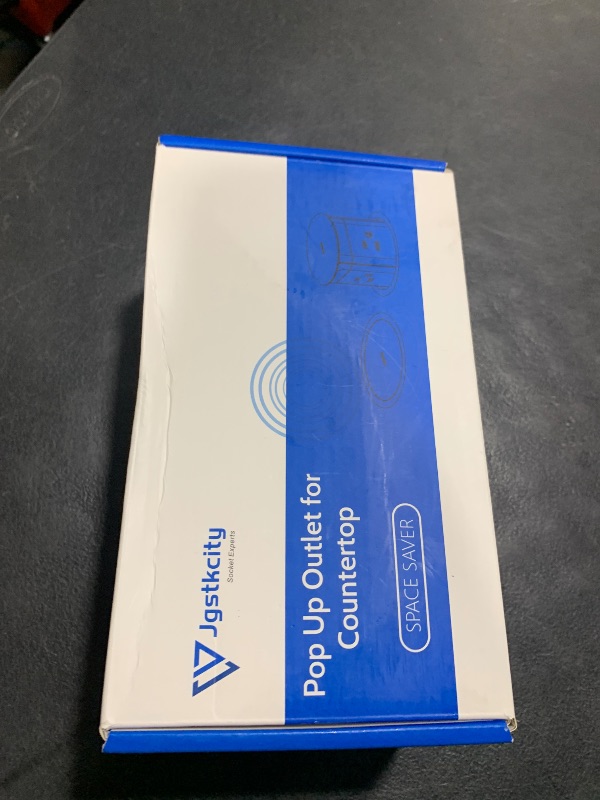 Jgstkcity
Socket Experts
Pop Up Outlet for
Countertop
SPACE SAVER